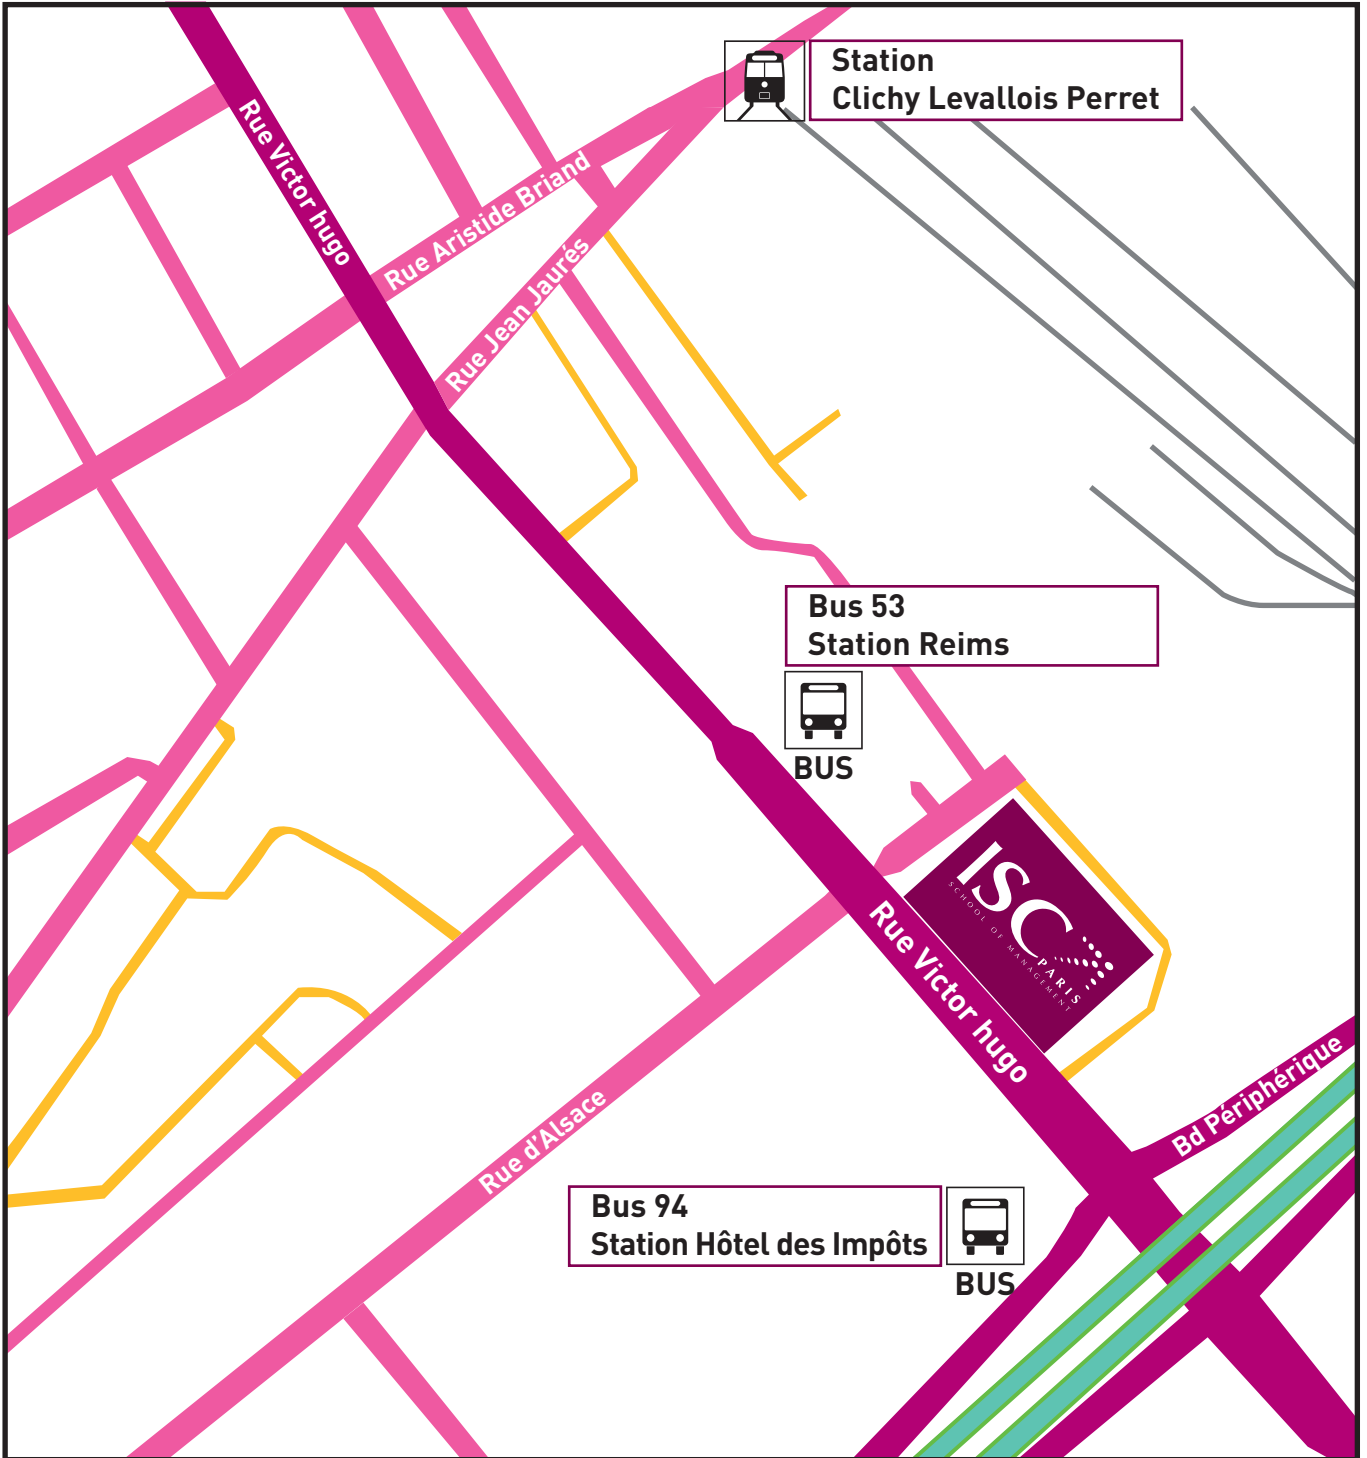 Station
Clichy Levallois Perret
Rue Victor hugo
Rue Aristide Briand
Rue Jean Jaurés
Bus 53
Station Reims
BUS
ISC
SCHOOL OF MANAGEMENT
PARIS
Rue Victor hugo
Bd Périphérique
Rue d'Alsace
Bus 94
Station Hôtel des Impôts
BUS